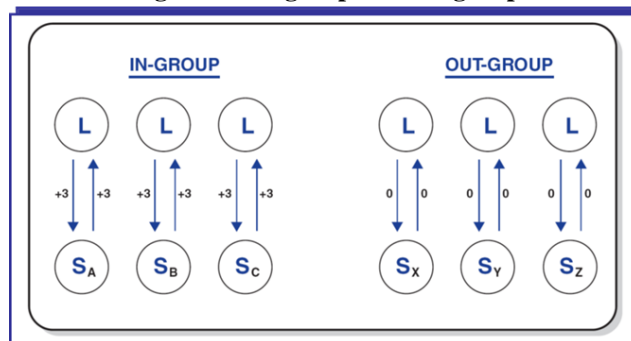 IN-GROUP OUT-GROUP
L L L L L L
+3 +3 +3 +3 +3 +3 0 0 0 0 0 0
SA SB SC SX SY SZ